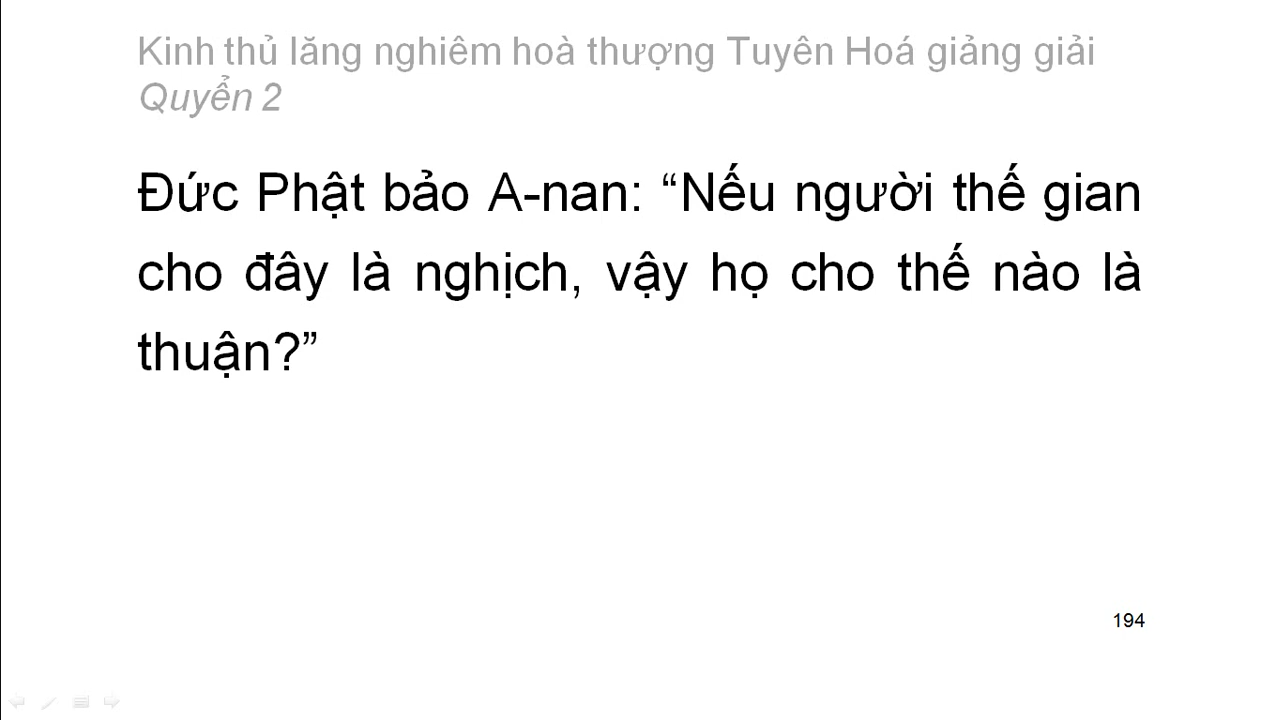 Kinh thủ lăng nghiêm hoà thượng Tuyên Hoá giảng giải
Quyển 2
Đức Phật bảo A-nan: “Nếu người thế gian
cho đây là nghịch, vậy họ cho thế nào là
thuận?”
194